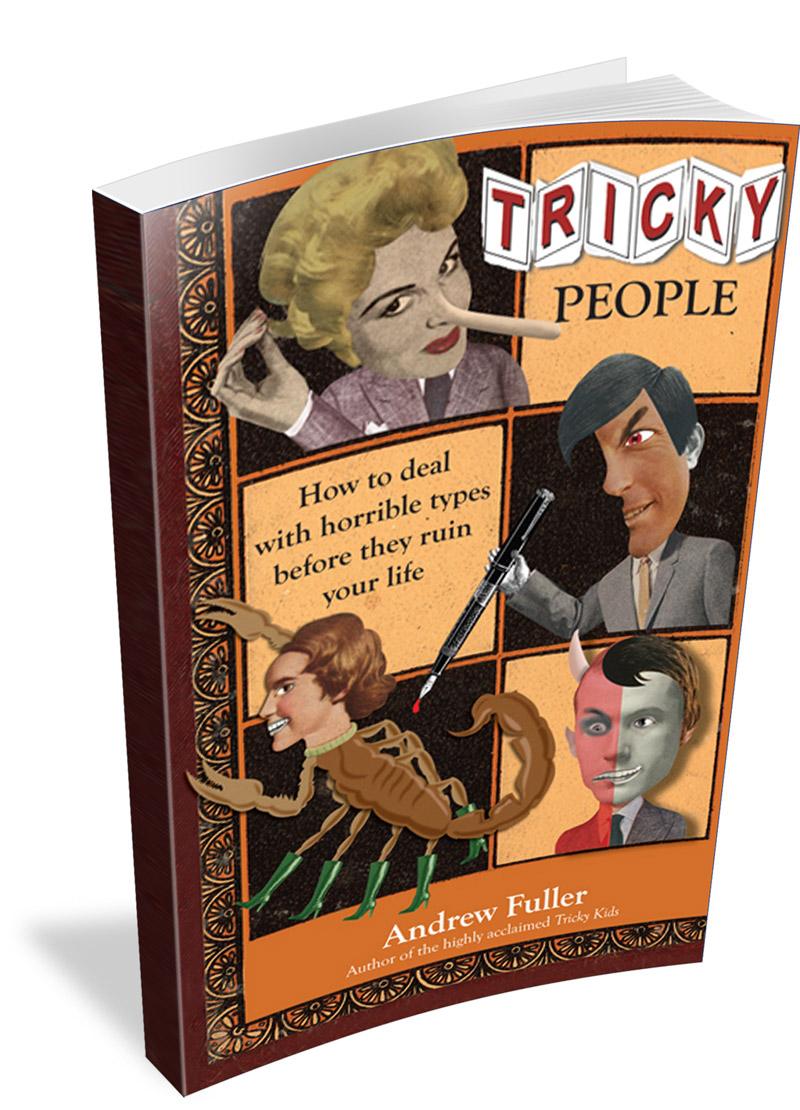 TRICKY
PEOPLE
How to deal
with horrible types
before they ruin
your life
Andrew Fuller
Author of the highly acclaimed Tricky Kids